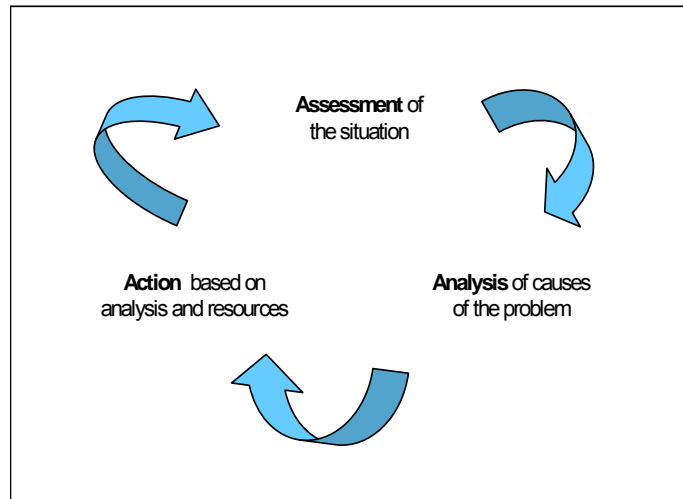 Assessment of
the situation
Action based on
analysis and resources
Analysis of causes
of the problem